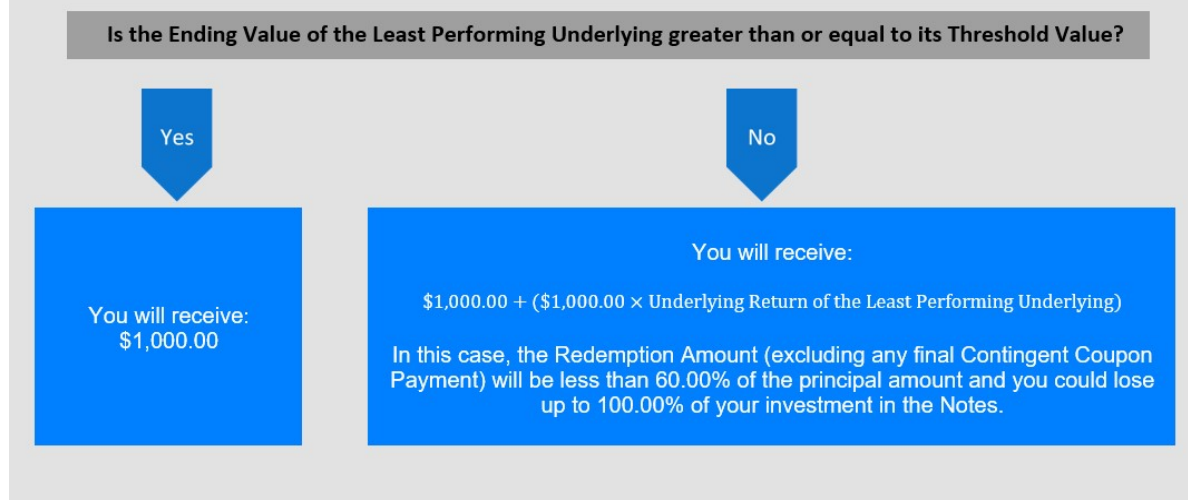 Is the Ending Value of the Least Performing Underlying greater than or equal to its Threshold Value?
Yes
No
You will receive:
$1,000.00
You will receive:
$1,000.00 + ($1,000.00 × Underlying Return of the Least Performing Underlying)
In this case, the Redemption Amount (excluding any final Contingent Coupon
Payment) will be less than 60.00% of the principal amount and you could lose
up to 100.00% of your investment in the Notes.